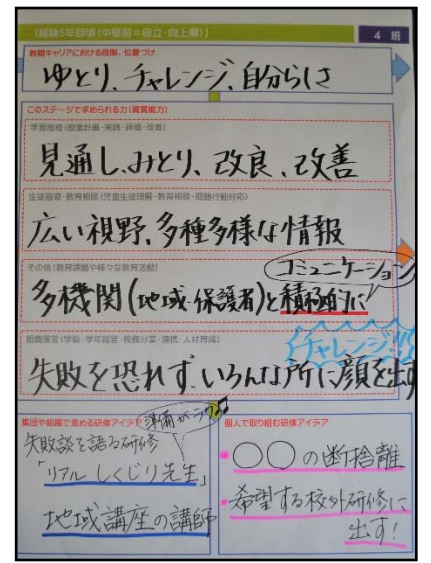 【経験5年目頃(中堅前=自立・向上期)】
4 班
教職キャリアにおける段階、位置づけ
ゆとり、チャレンジ、自分らしさ
このステージで求められる力(資質能力)
学習指導(授業計画・実践・評価・改善)
見通し、みとり、改良、改善
生徒指導・教育相談(児童生徒理解・教育相談・問題行動対応)
広い視野、多種多様な情報
その他(教育課題や様々な教育活動)
コミュニケーション
多機関(地域・保護者)と積極的に
組織運営(学級・学年経営・校務分掌・連携・人材育成)
チャレンジ!!
失敗を恐れず、いろんな所に顔を出す
集団や組織で進める研修アイデア
準備がラク♪
失敗談を語る研修
「リアル しくじり先生」
地域講座の講師
個人で取り組む研修アイデア
・〇〇の断捨離
・希望する校外研修に
出す!